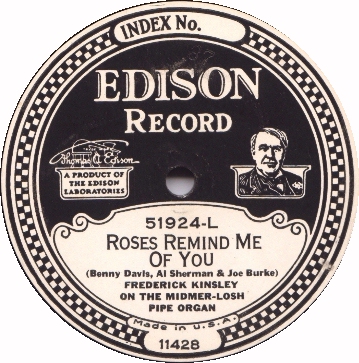 INDEX No.
EDISON
RECORD
Thomas A. Edison
A PRODUCT OF
THE EDISON
LABORATORIES
51924-L
ROSES REMIND ME
OF YOU
(Benny Davis, Al Sherman & Joe Burke)
FREDERICK KINSLEY
ON THE MIDMER-LOSH
PIPE ORGAN
Made in U.S.A.
11428